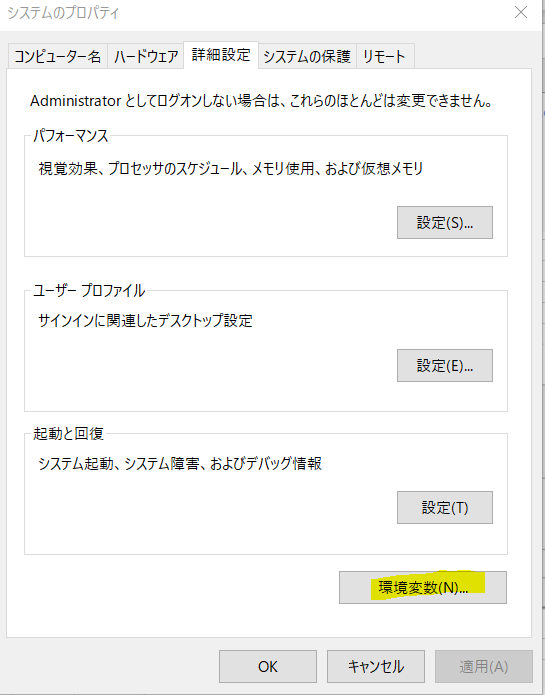 システムのプロパティ
コンピューター名 ハードウェア 詳細設定 システムの保護 リモート
Administrator としてログオンしない場合は、これらのほとんどは変更できません。
パフォーマンス
視覚効果、プロセッサのスケジュール、メモリ使用、および仮想メモリ
設定(S)...
ユーザー プロファイル
サインインに関連したデスクトップ設定
設定(E)...
起動と回復
システム起動、システム障害、およびデバッグ情報
設定(T)
環境変数(N)...
OK キャンセル 適用(A)